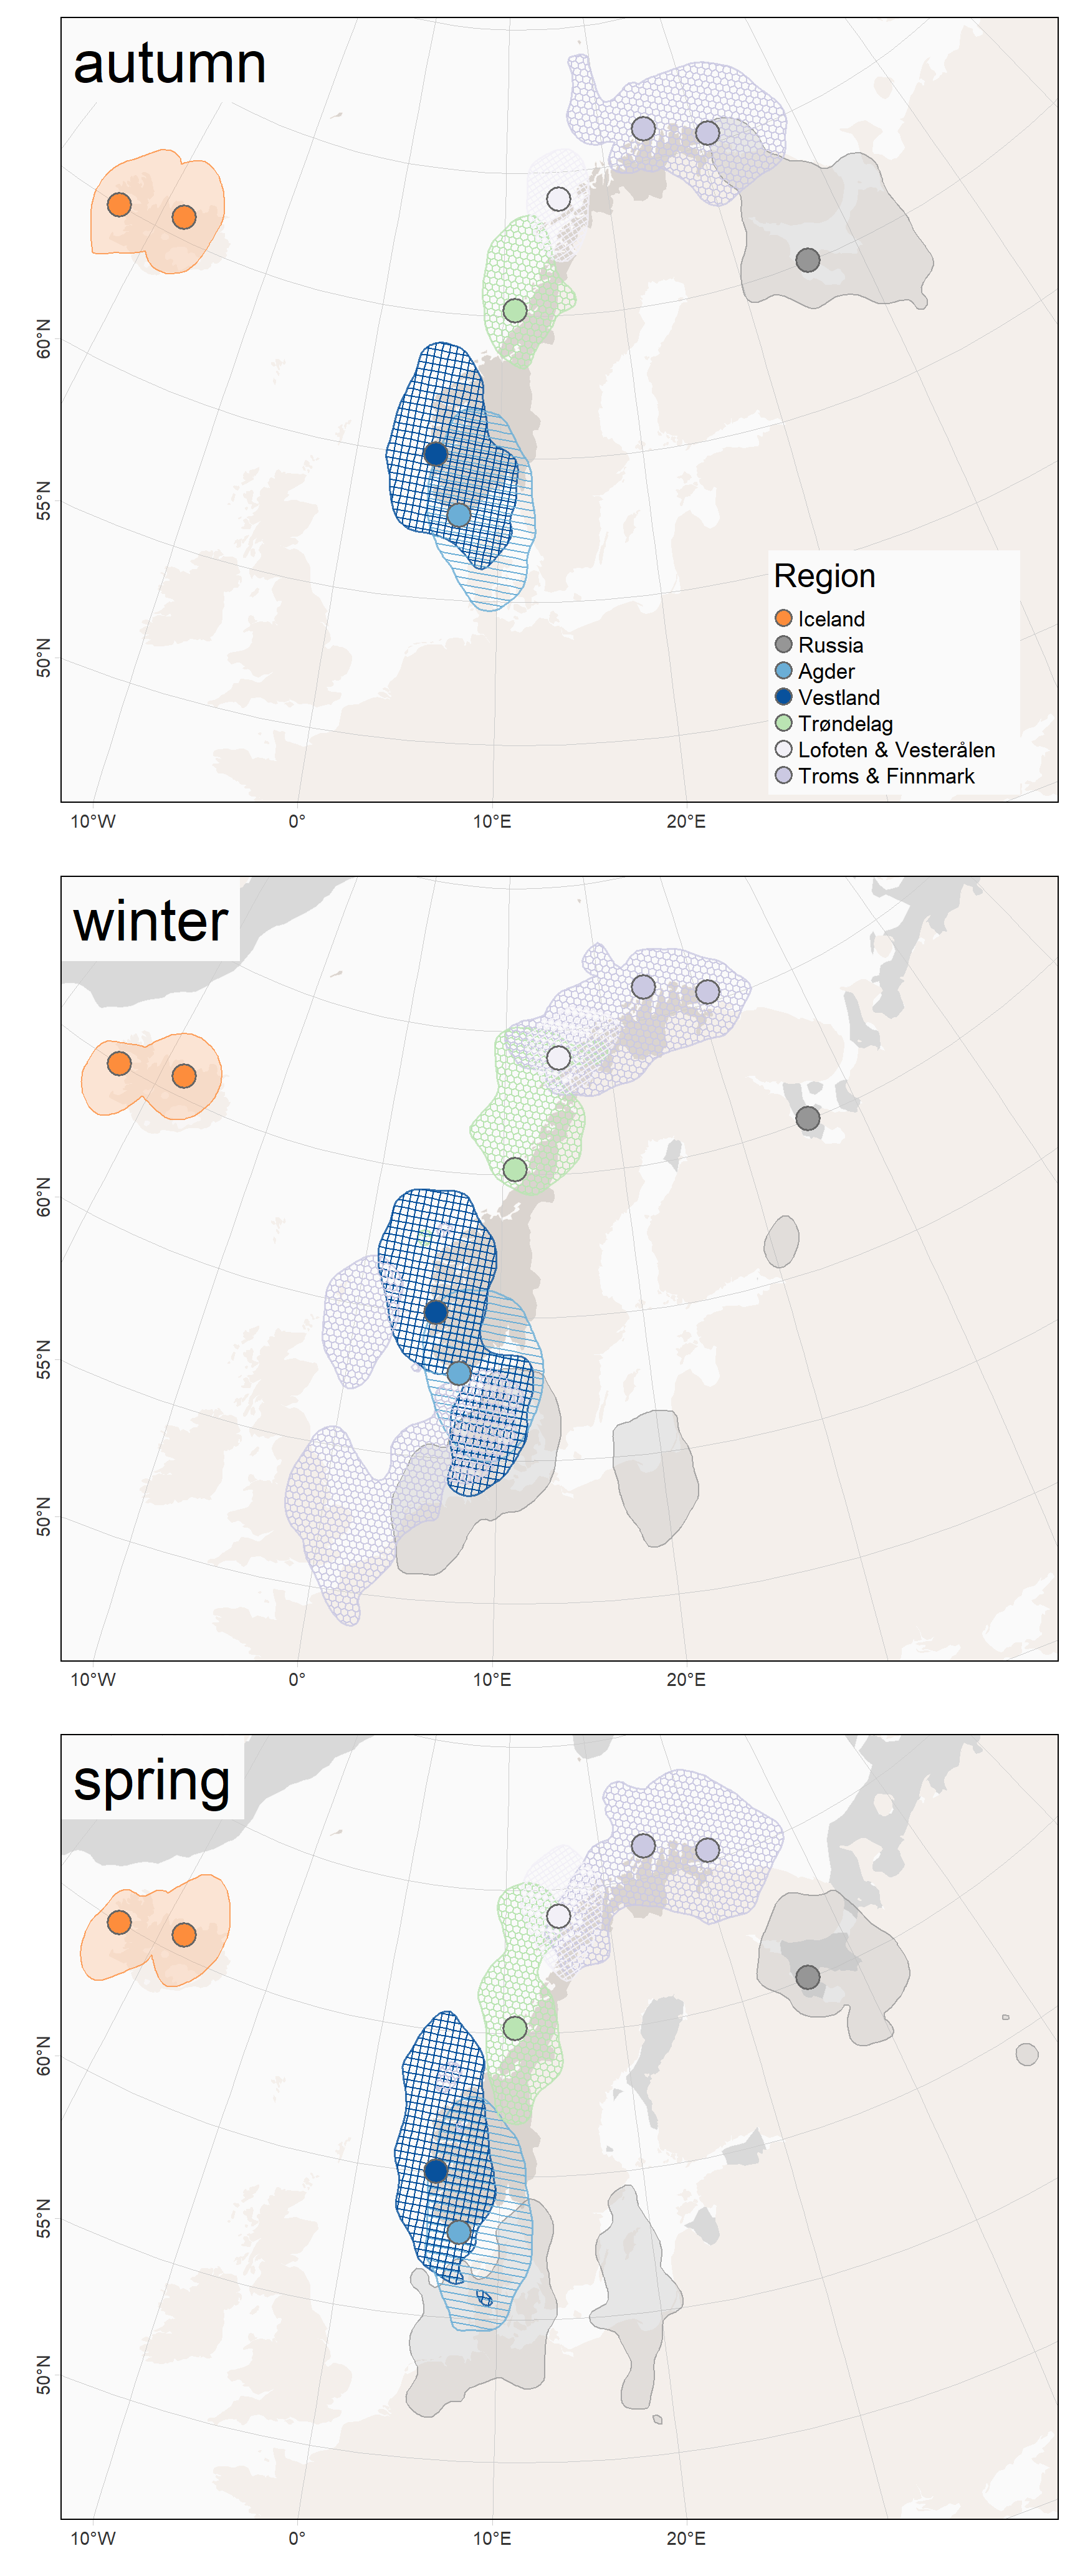 autumn
60°N
55°N
50°N
Region
Iceland
Russia
Agder
Vestland
Trøndelag
Lofoten & Vesterålen
Troms & Finnmark
10°W 0° 10°E 20°E
winter
60°N
55°N
50°N
10°W 0° 10°E 20°E
spring
60°N
55°N
50°N
10°W 0° 10°E 20°E